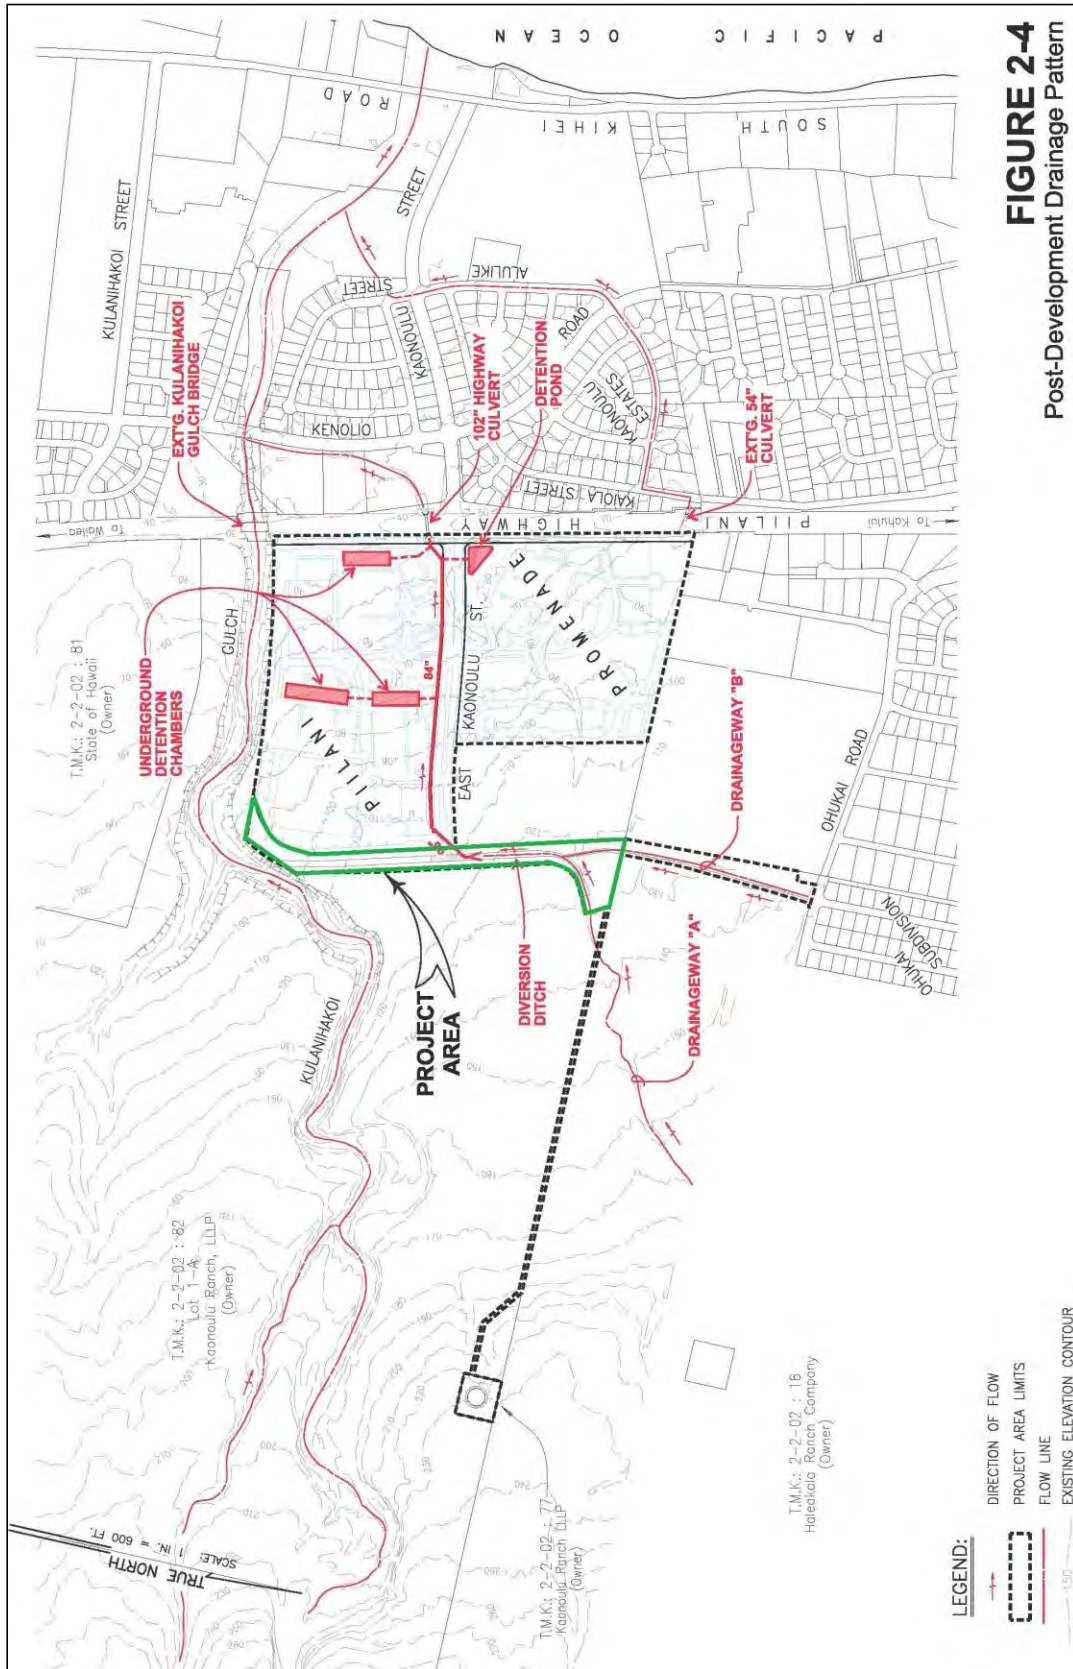 FIGURE 2-4
Post-Development Drainage Pattern
PACIFIC OCEAN
SOUTH KIHEI ROAD
KULANIHAKOI STREET
KAONOULU STREET
ALULIKE STREET
KENOLIO ROAD
KAONOULU ESTATES
KAIOLA STREET
PIILANI HIGHWAY
To Wailea
To Kahului
EXT'G. KULANIHAKOI
GULCH BRIDGE
102" HIGHWAY
CULVERT
DETENTION
POND
EXT'G. 54"
CULVERT
UNDERGROUND
DETENTION
CHAMBERS
T.M.K.: 2-2-02 : 81
State of Hawaii
(Owner)
KULANIHAKOI GULCH
PIILANI PROMENADE
84"
EAST KAONOULU ST.
DRAINAGEWAY "B"
OHUKAI ROAD
OHUKAI
SUBDIVISION
PROJECT
AREA
DIVERSION
DITCH
DRAINAGEWAY "A"
T.M.K.: 2-2-02 : 82
Lot 1-A
Kaonoulu Ranch, LLLP
(Owner)
T.M.K.: 2-2-02 : 77
Kaonoulu Ranch LLLP
(Owner)
T.M.K.: 2-2-02 : 16
Haleakala Ranch Company
(Owner)
TRUE NORTH
SCALE: 1 IN. = 600 FT.
LEGEND:
DIRECTION OF FLOW
PROJECT AREA LIMITS
FLOW LINE
150
EXISTING ELEVATION CONTOUR